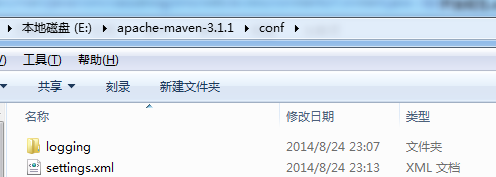 本地磁盘 (E:) ▸ apache-maven-3.1.1 ▸ conf ▸
) 工具(T) 帮助(H)
共享 刻录 新建文件夹
名称 修改日期 类型
logging 2014/8/24 23:07 文件夹
settings.xml 2014/8/24 23:13 XML 文档